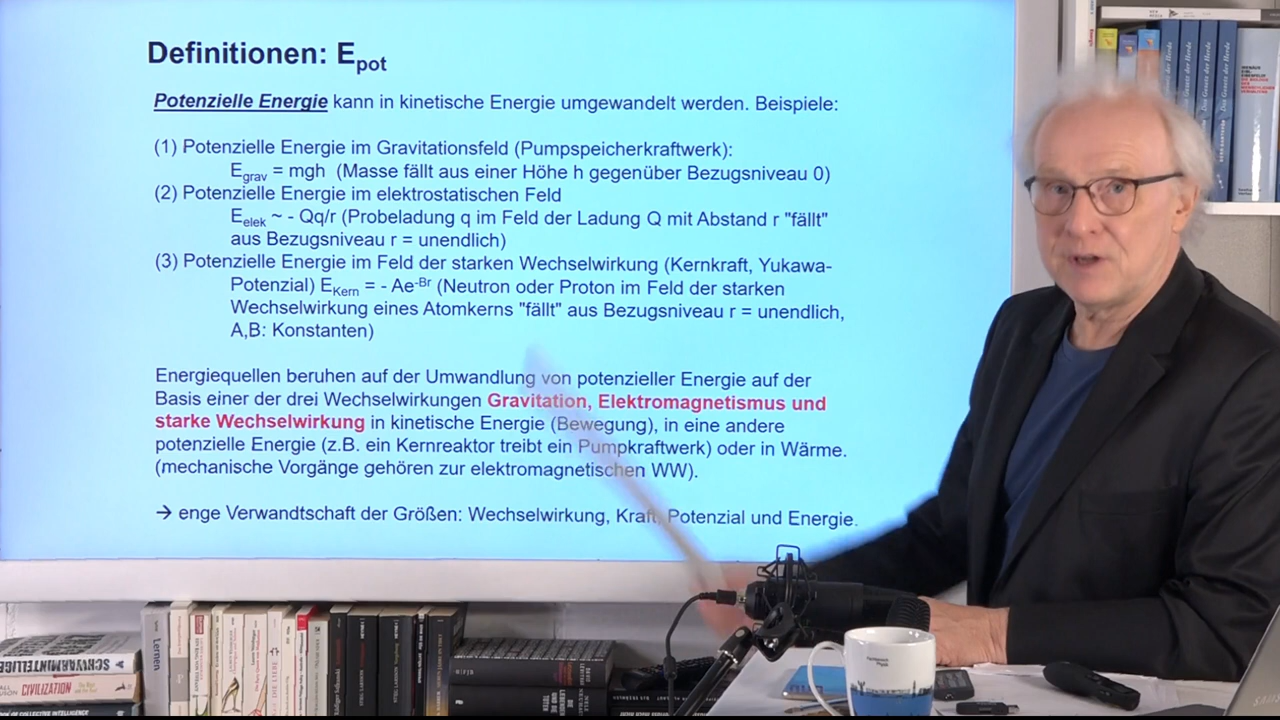 Definitionen: Epot
Potenzielle Energie kann in kinetische Energie umgewandelt werden. Beispiele:
(1) Potenzielle Energie im Gravitationsfeld (Pumpspeicherkraftwerk):
Egrav = mgh (Masse fällt aus einer Höhe h gegenüber Bezugsniveau 0)
(2) Potenzielle Energie im elektrostatischen Feld
Eelek ~ - Qq/r (Probeladung q im Feld der Ladung Q mit Abstand r "fällt"
aus Bezugsniveau r = unendlich)
(3) Potenzielle Energie im Feld der starken Wechselwirkung (Kernkraft, Yukawa-
Potenzial) EKern = - Ae-Br (Neutron oder Proton im Feld der starken
Wechselwirkung eines Atomkerns "fällt" aus Bezugsniveau r = unendlich,
A,B: Konstanten)
Energiequellen beruhen auf der Umwandlung von potenzieller Energie auf der
Basis einer der drei Wechselwirkungen Gravitation, Elektromagnetismus und
starke Wechselwirkung in kinetische Energie (Bewegung), in eine andere
potenzielle Energie (z.B. ein Kernreaktor treibt ein Pumpkraftwerk) oder in Wärme.
(mechanische Vorgänge gehören zur elektromagnetischen WW).
→ enge Verwandtschaft der Größen: Wechselwirkung, Kraft, Potenzial und Energie.
SCHWARMINTELLIG
CIVILIZATION
Lernen